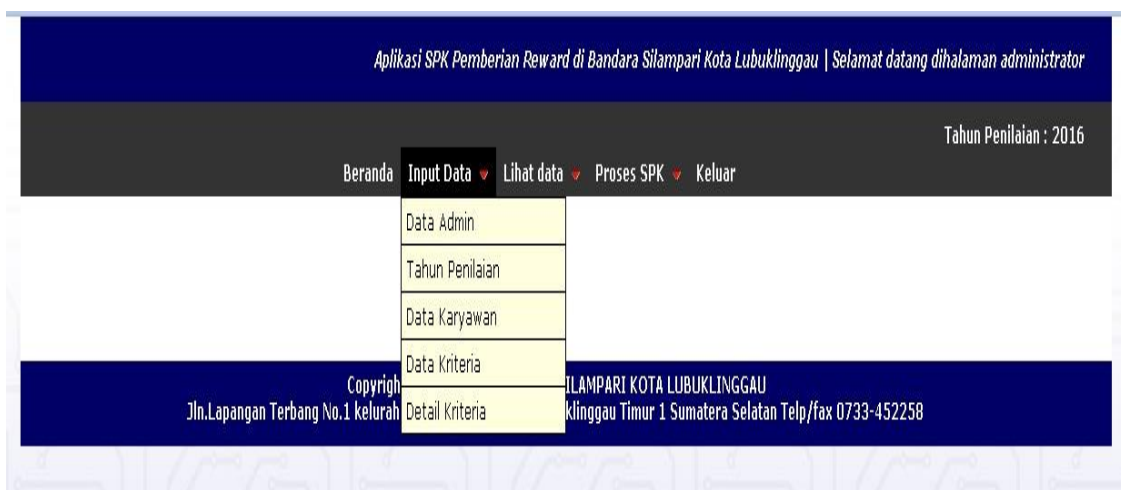 Aplikasi SPK Pemberian Reward di Bandara Silampari Kota Lubuklinggau | Selamat datang dihalaman administrator
Tahun Penilaian : 2016
Beranda Input Data Lihat data Proses SPK Keluar
Data Admin
Tahun Penilaian
Data Karyawan
Data Kriteria
Detail Kriteria
Copyrigh ILAMPARI KOTA LUBUKLINGGAU
Jln.Lapangan Terbang No.1 kelurah klinggau Timur 1 Sumatera Selatan Telp/fax 0733-452258